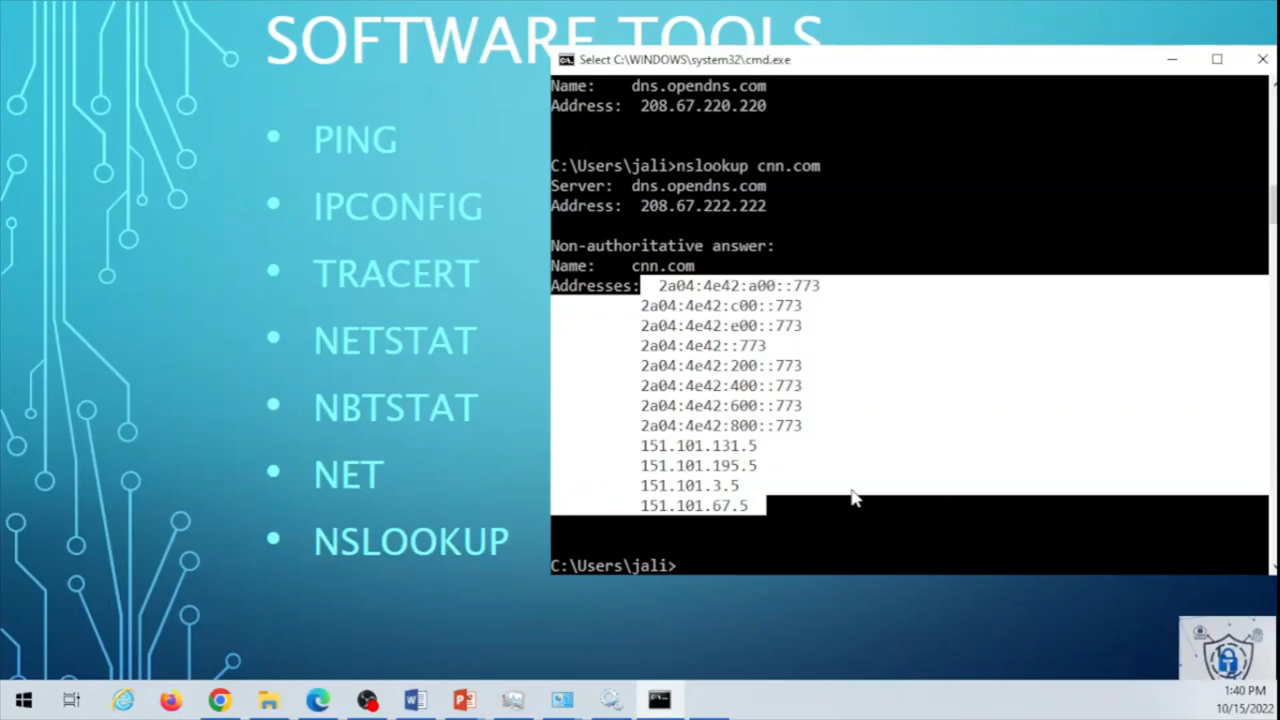 SOFTWARE TOOLS
• PING
• IPCONFIG
• TRACERT
• NETSTAT
• NBTSTAT
• NET
• NSLOOKUP
Select C:\WINDOWS\system32\cmd.exe
Name:    dns.opendns.com
Address:  208.67.220.220
C:\Users\jali>nslookup cnn.com
Server:  dns.opendns.com
Address:  208.67.222.222
Non-authoritative answer:
Name:    cnn.com
Addresses:  2a04:4e42:a00::773
2a04:4e42:c00::773
2a04:4e42:e00::773
2a04:4e42::773
2a04:4e42:200::773
2a04:4e42:400::773
2a04:4e42:600::773
2a04:4e42:800::773
151.101.131.5
151.101.195.5
151.101.3.5
151.101.67.5
C:\Users\jali>
1:40 PM
10/15/2022